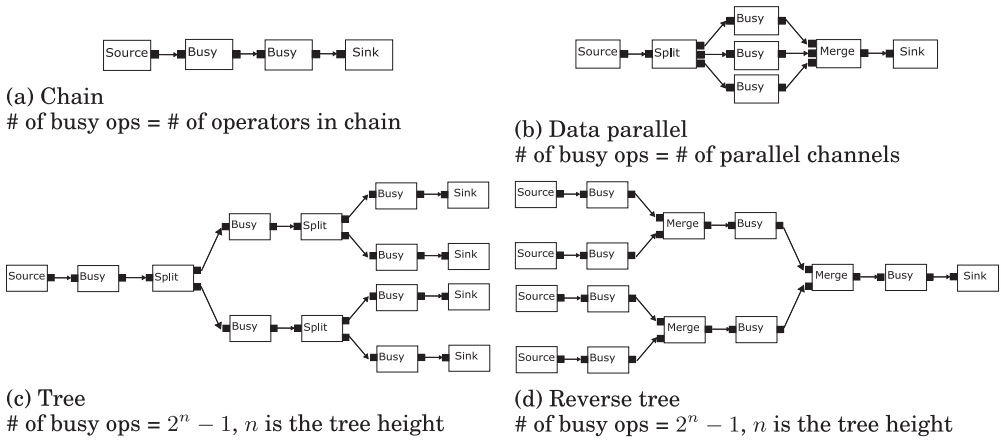 Source Busy Busy Sink
(a) Chain
# of busy ops = # of operators in chain
Busy
Source Split Busy Merge Sink
Busy
(b) Data parallel
# of busy ops = # of parallel channels
Busy Sink
Busy Split
Busy Sink
Source Busy Split
Busy Sink
Busy Split
Busy Sink
(c) Tree
# of busy ops = 2^n − 1, n is the tree height
Source Busy
Merge Busy
Source Busy
Merge Busy Sink
Source Busy
Merge Busy
Source Busy
(d) Reverse tree
# of busy ops = 2^n − 1, n is the tree height